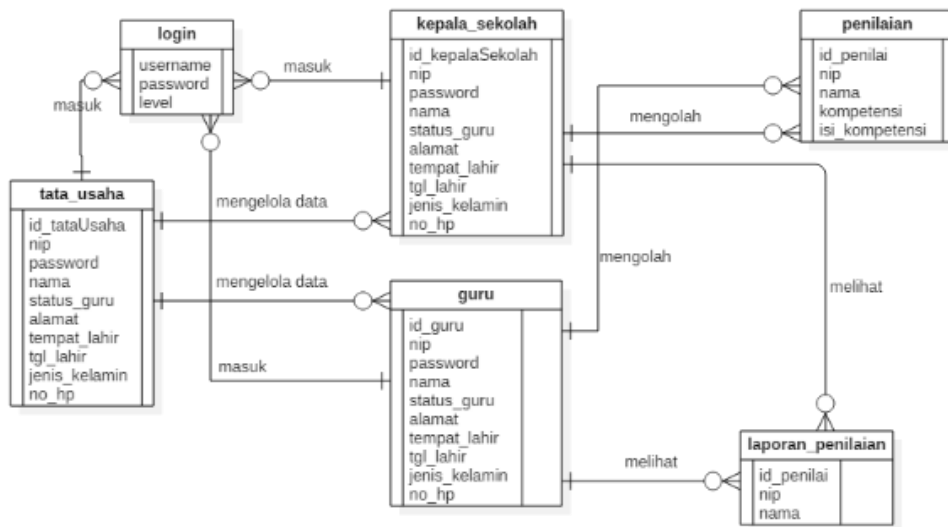 login
username
password
level
masuk
kepala_sekolah
id_kepalaSekolah
nip
password
nama
status_guru
alamat
tempat_lahir
tgl_lahir
jenis_kelamin
no_hp
penilaian
id_penilai
nip
nama
kompetensi
isi_kompetensi
masuk
mengolah
tata_usaha
id_tataUsaha
nip
password
nama
status_guru
alamat
tempat_lahir
tgl_lahir
jenis_kelamin
no_hp
mengelola data
mengelola data
masuk
guru
id_guru
nip
password
nama
status_guru
alamat
tempat_lahir
tgl_lahir
jenis_kelamin
no_hp
mengolah
melihat
melihat
laporan_penilaian
id_penilai
nip
nama